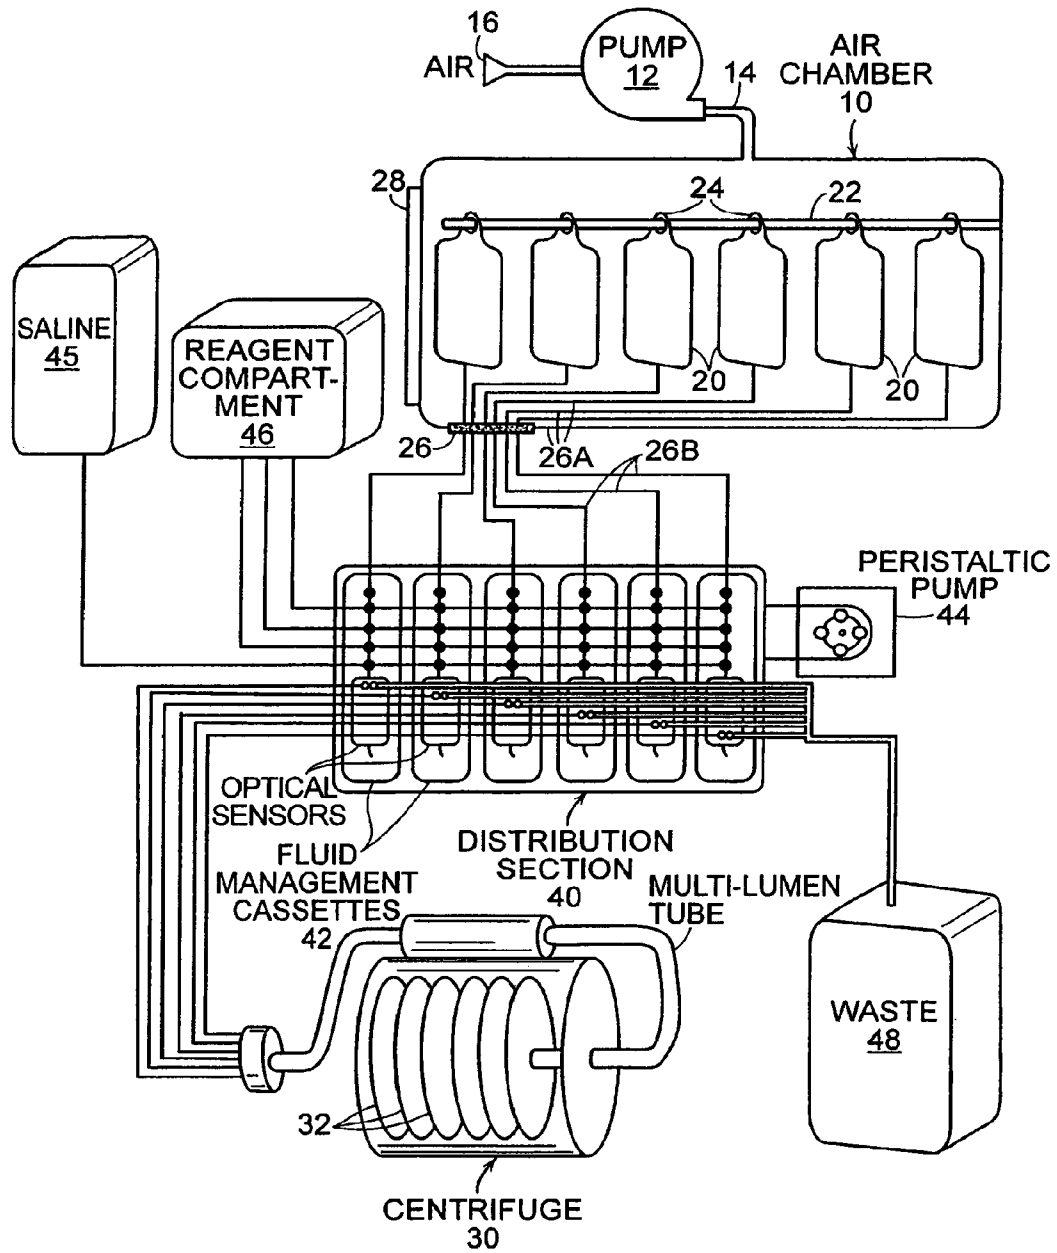 16
AIR
PUMP
12
14
AIR
CHAMBER
10
28
24
22
20
20
SALINE
45
REAGENT
COMPART-
MENT
46
26
26A
26B
PERISTALTIC
PUMP
44
OPTICAL
SENSORS
FLUID
MANAGEMENT
CASSETTES
42
DISTRIBUTION
SECTION
40
MULTI-LUMEN
TUBE
WASTE
48
32
CENTRIFUGE
30